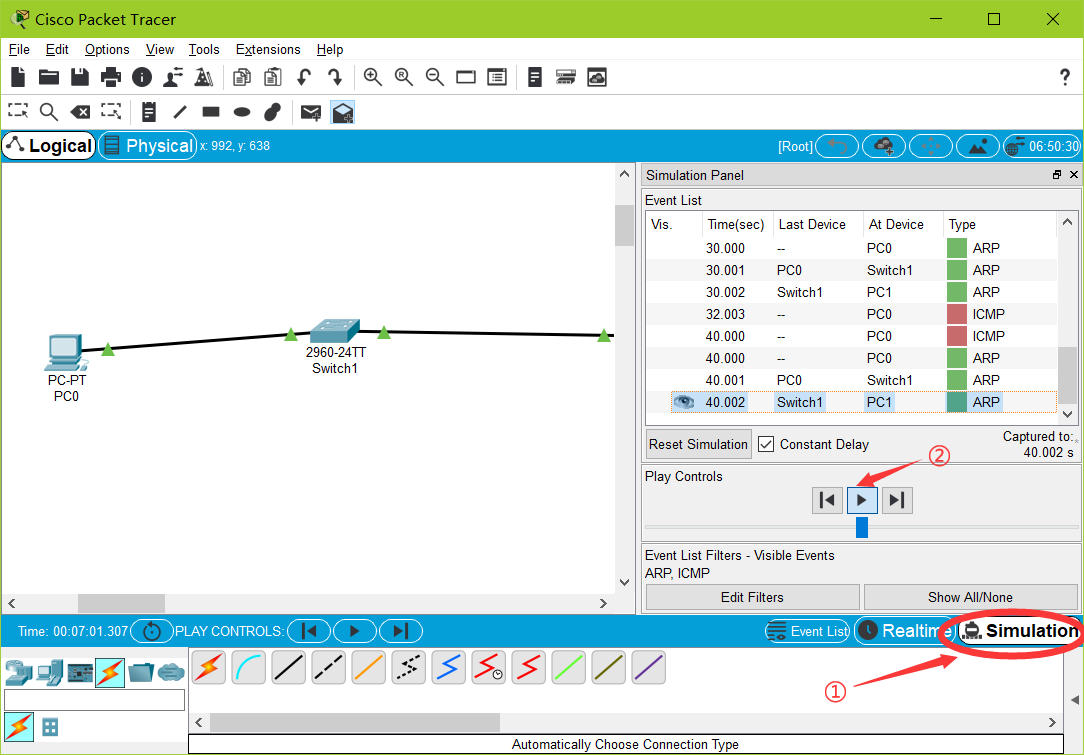 Cisco Packet Tracer
File Edit Options View Tools Extensions Help
Logical Physical x: 992, y: 638 [Root] 06:50:30
PC-PT
PC0
2960-24TT
Switch1
Simulation Panel
Event List
Vis. Time(sec) Last Device At Device Type
30.000 -- PC0 ARP
30.001 PC0 Switch1 ARP
30.002 Switch1 PC1 ARP
32.003 -- PC0 ICMP
40.000 -- PC0 ICMP
40.000 -- PC0 ARP
40.001 PC0 Switch1 ARP
40.002 Switch1 PC1 ARP
Reset Simulation Constant Delay Captured to:
40.002 s
②
Play Controls
Event List Filters - Visible Events
ARP, ICMP
Edit Filters Show All/None
Time: 00:07:01.307 PLAY CONTROLS: Event List Realtime Simulation
①
Automatically Choose Connection Type